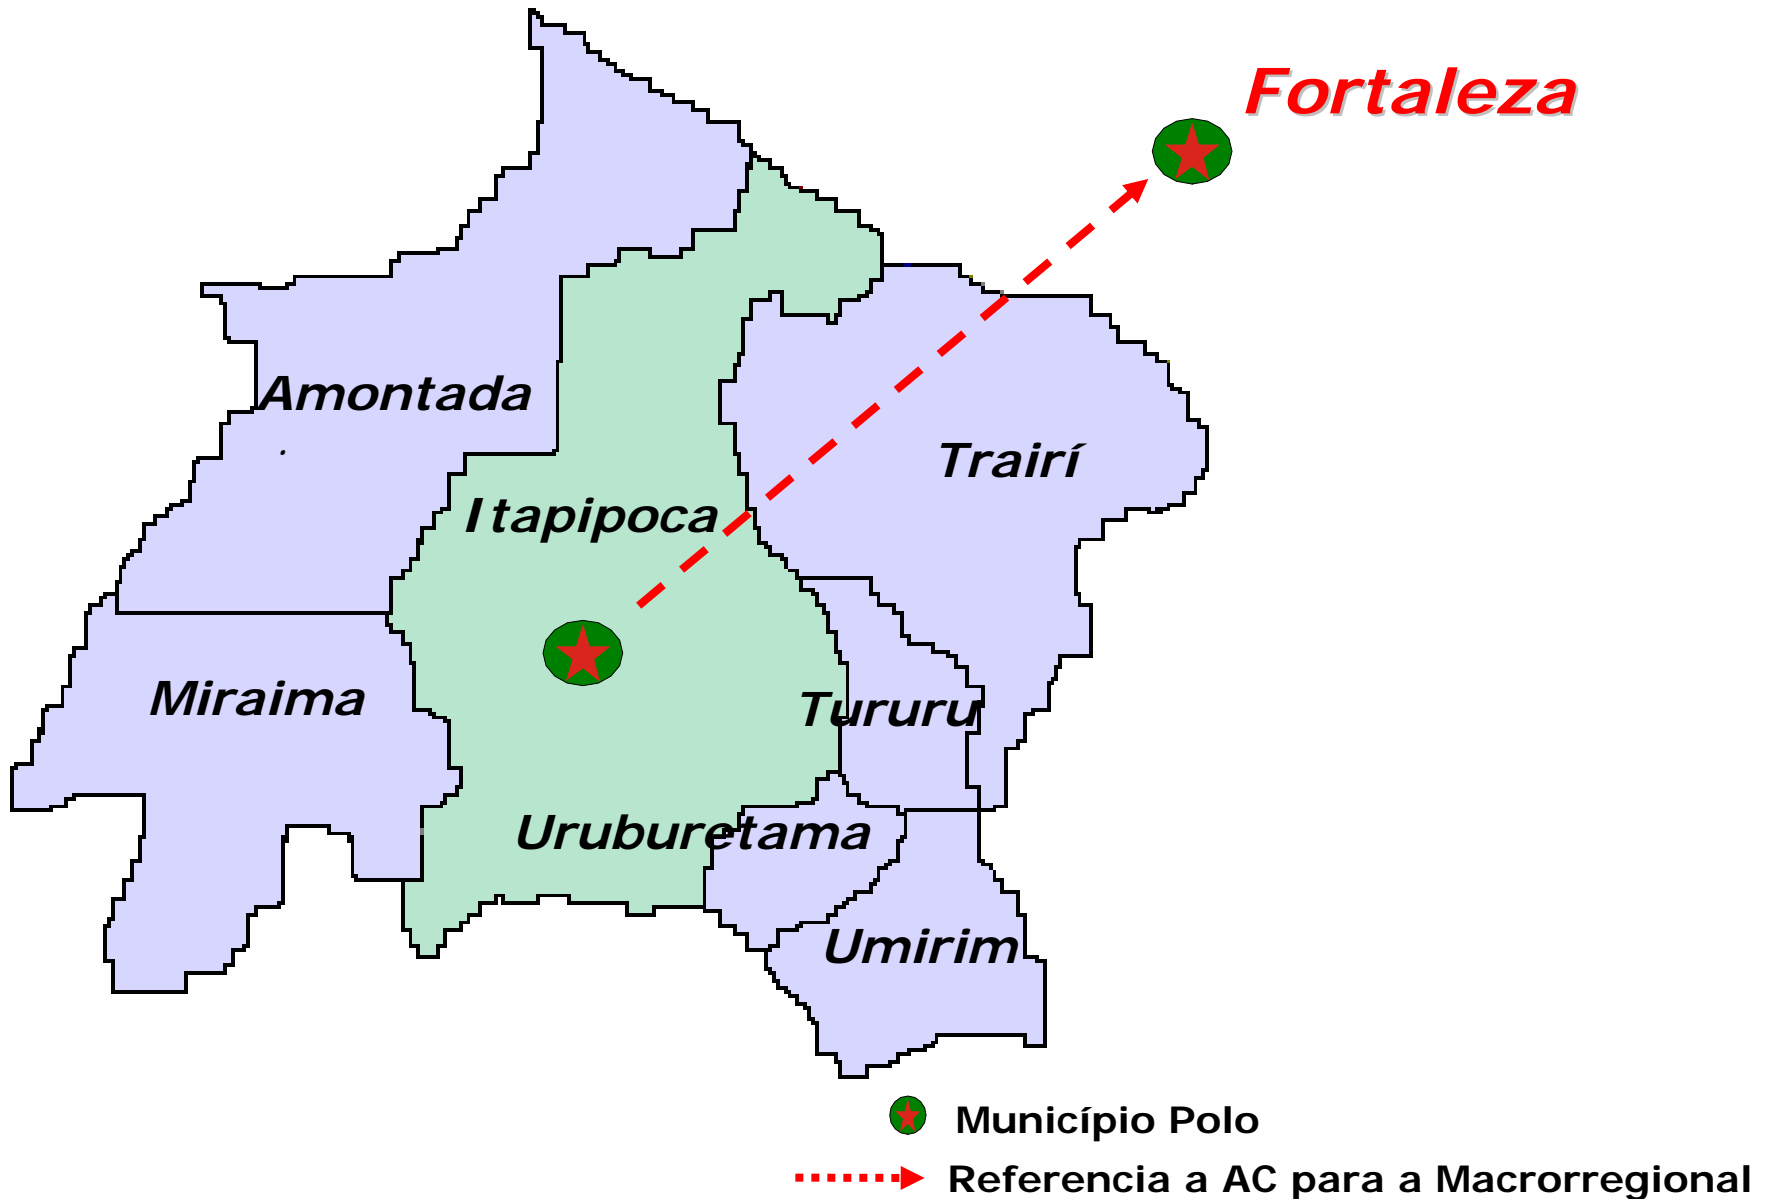 Fortaleza
Amontada
Trairí
Itapipoca
Miraima
Tururu
Uruburetama
Umirim
Município Polo
Referencia a AC para a Macrorregional